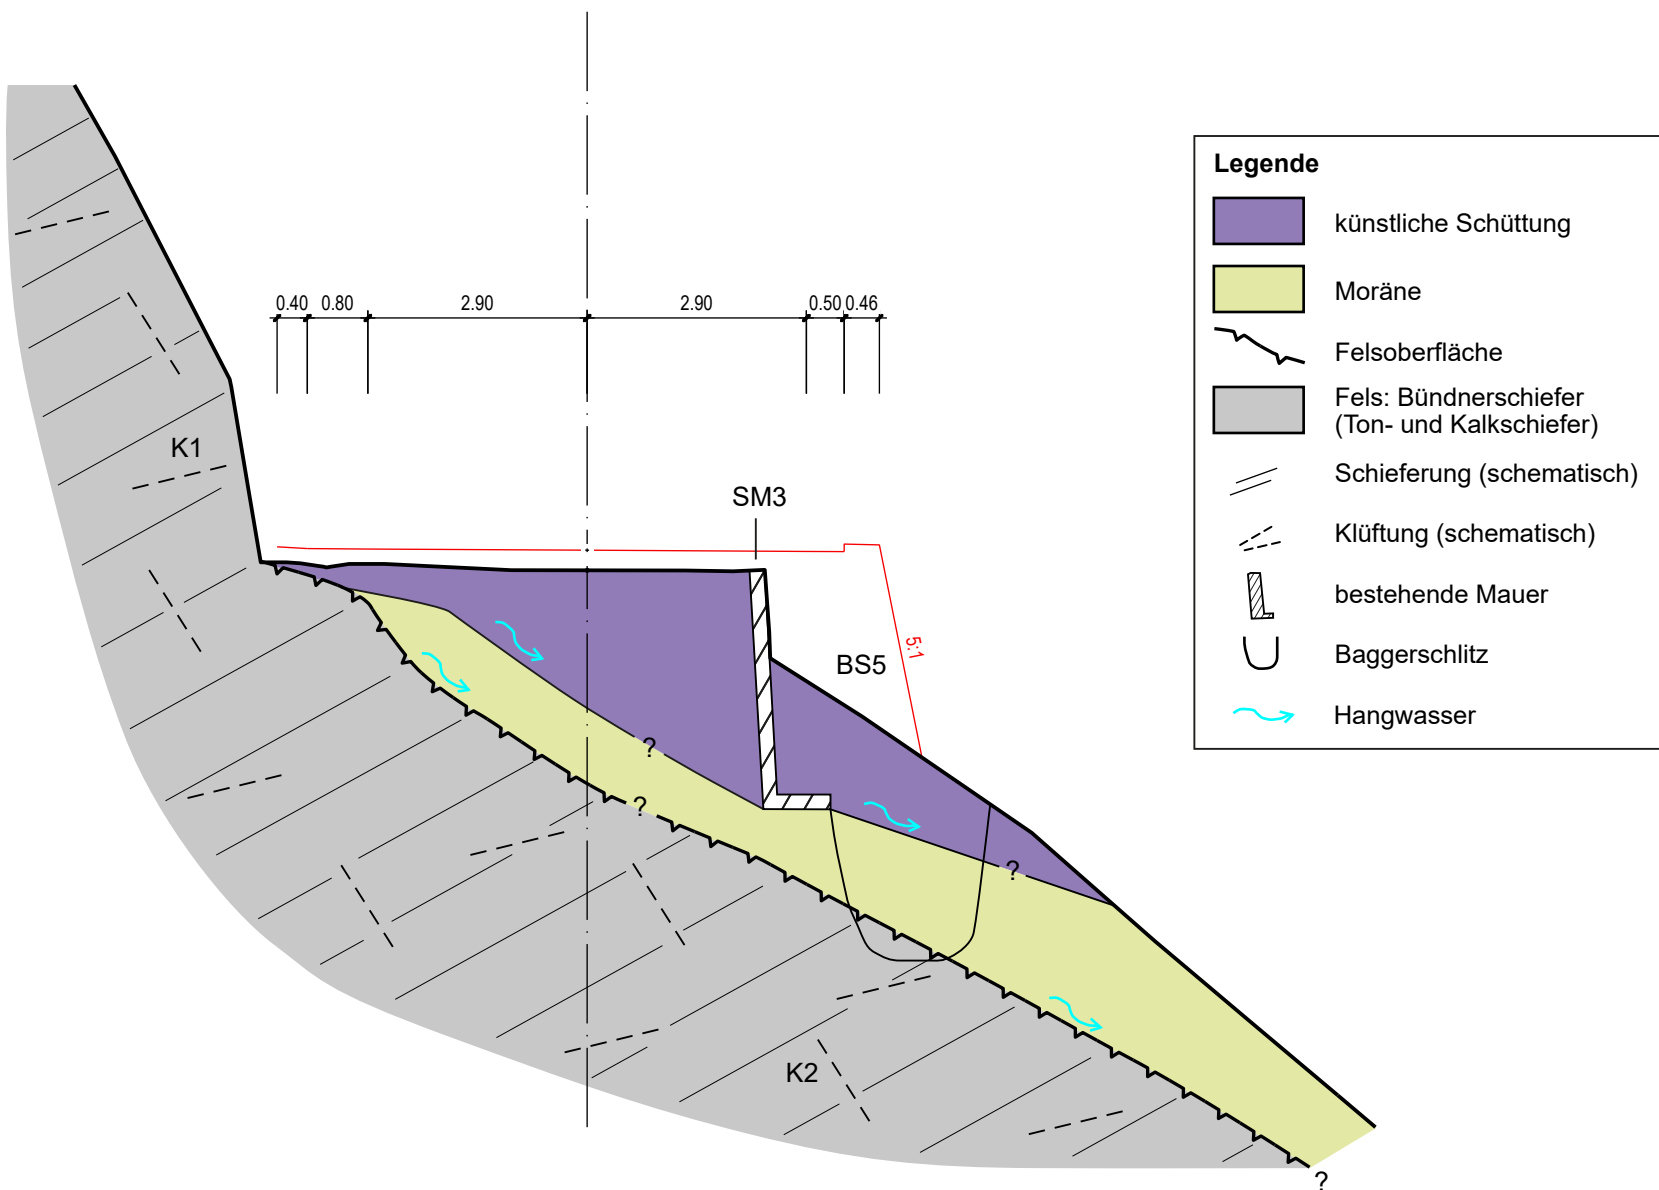 Legende
künstliche Schüttung
Moräne
Felsoberfläche
Fels: Bündnerschiefer
(Ton- und Kalkschiefer)
Schieferung (schematisch)
Klüftung (schematisch)
bestehende Mauer
Baggerschlitz
Hangwasser
0.40 0.80 2.90 2.90 0.50 0.46
K1
SM3
BS5
5:1
?
?
?
K2
?